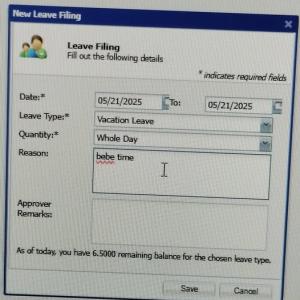 New Leave Filing
Leave Filing
Fill out the following details
* indicates required fields
Date:* 05/21/2025 To: 05/21/2025
Leave Type:* Vacation Leave
Quantity:* Whole Day
Reason: bebe time
Approver
Remarks:
As of today, you have 6.5000 remaining balance for the chosen leave type.
Save Cancel